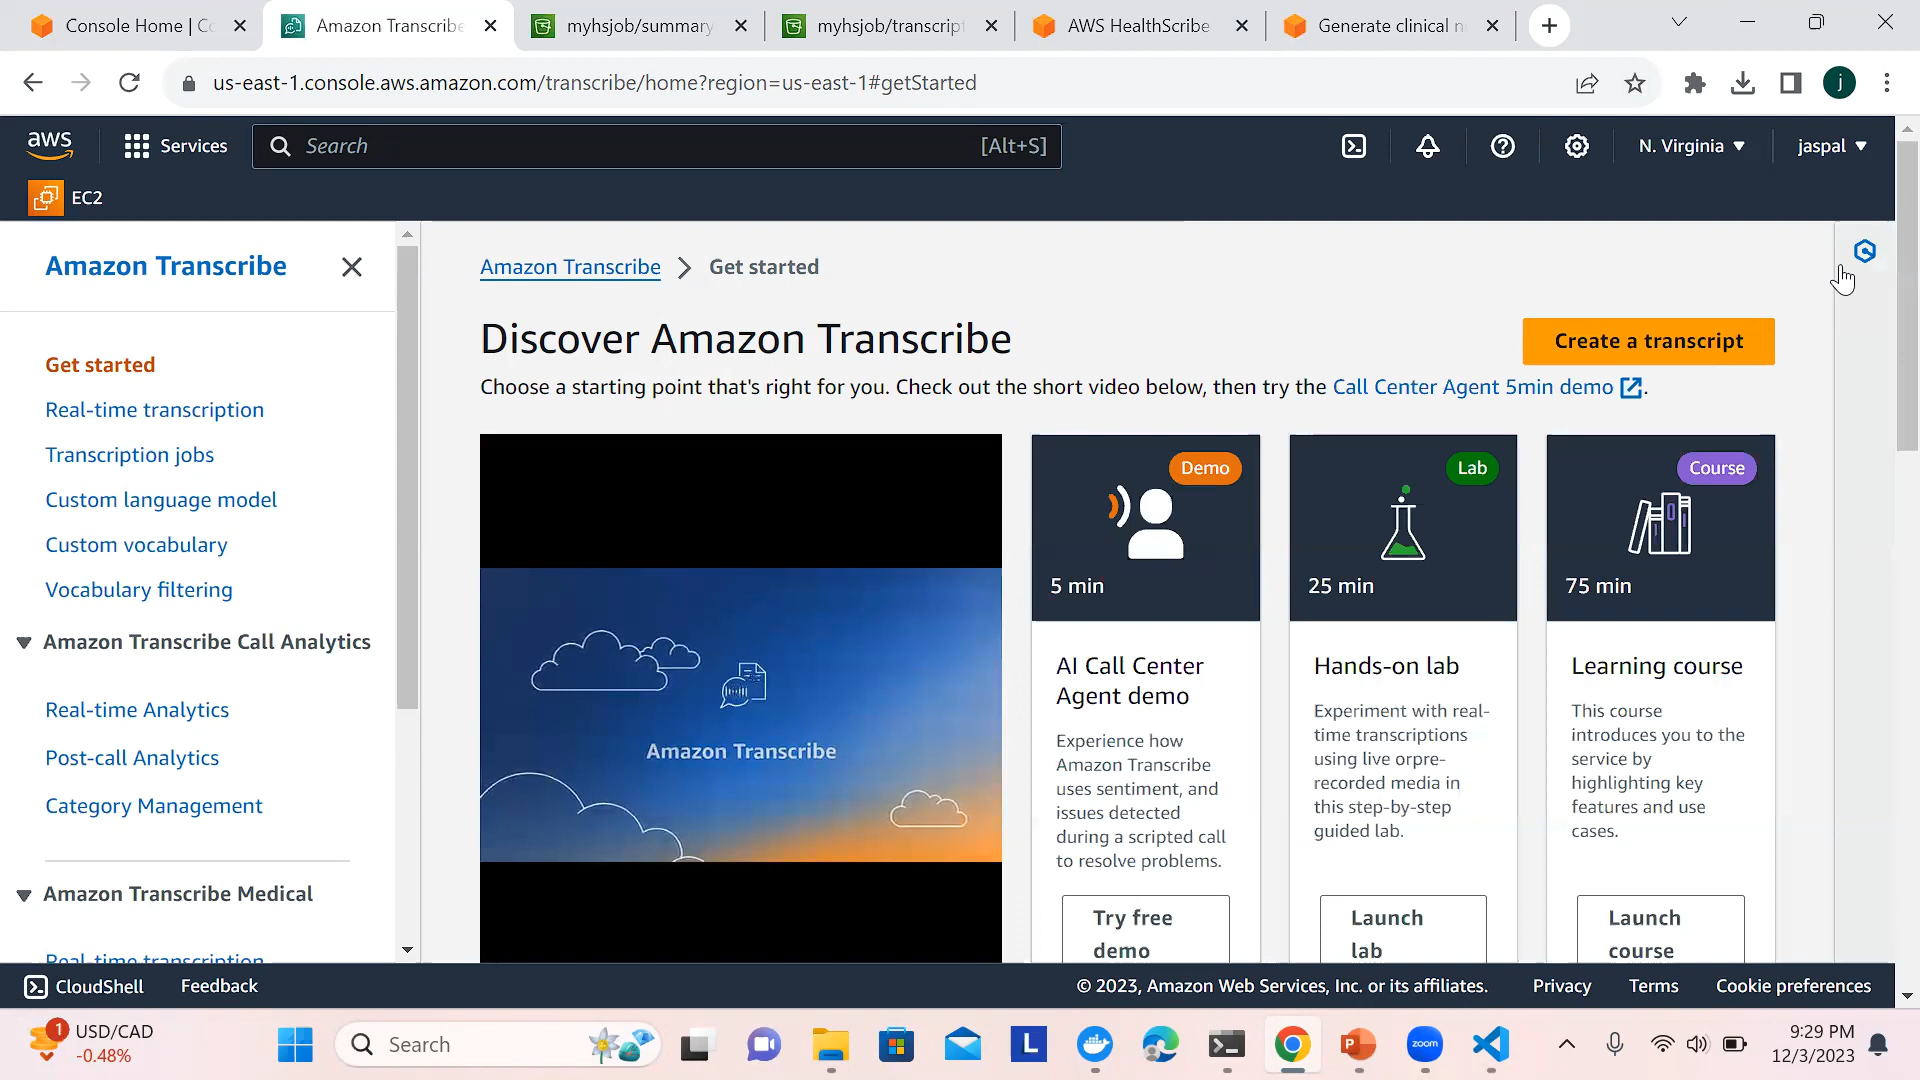 Console Home | Co
Amazon Transcribe
myhsjob/summary
myhsjob/transcrip
AWS HealthScribe
Generate clinical n
us-east-1.console.aws.amazon.com/transcribe/home?region=us-east-1#getStarted
j
aws
Services
Search
[Alt+S]
N. Virginia
jaspal
EC2
Amazon Transcribe
Get started
Real-time transcription
Transcription jobs
Custom language model
Custom vocabulary
Vocabulary filtering
Amazon Transcribe Call Analytics
Real-time Analytics
Post-call Analytics
Category Management
Amazon Transcribe Medical
Real-time transcription
Amazon Transcribe
Get started
Discover Amazon Transcribe
Create a transcript
Choose a starting point that's right for you. Check out the short video below, then try the Call Center Agent 5min demo .
Amazon Transcribe
Demo
5 min
AI Call Center
Agent demo
Experience how
Amazon Transcribe
uses sentiment, and
issues detected
during a scripted call
to resolve problems.
Try free
demo
Lab
25 min
Hands-on lab
Experiment with real-
time transcriptions
using live orpre-
recorded media in
this step-by-step
guided lab.
Launch
lab
Course
75 min
Learning course
This course
introduces you to the
service by
highlighting key
features and use
cases.
Launch
course
CloudShell
Feedback
© 2023, Amazon Web Services, Inc. or its affiliates.
Privacy
Terms
Cookie preferences
1
USD/CAD
-0.48%
Search
L
P
zoom
9:29 PM
12/3/2023